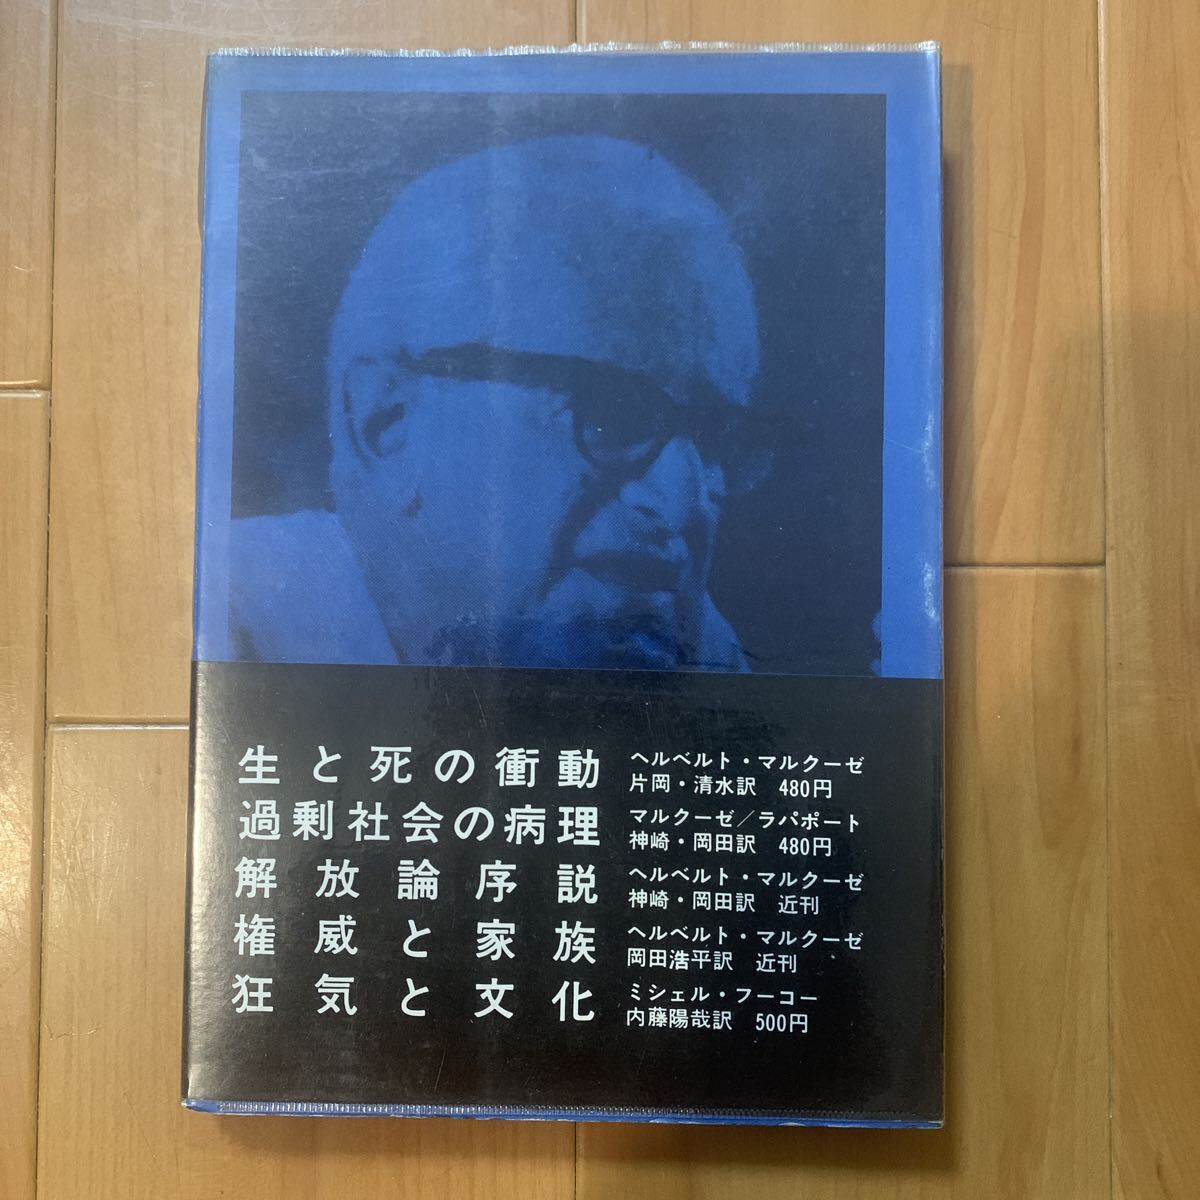 生と死の衝動 ヘルベルト・マルクーゼ
片岡・清水訳 480円
過剰社会の病理 マルクーゼ／ラパポート
神崎・岡田訳 480円
解放論序説 ヘルベルト・マルクーゼ
神崎・岡田訳 近刊
権威と家族 ヘルベルト・マルクーゼ
岡田浩平訳 近刊
狂気と文化 ミシェル・フーコー
内藤陽哉訳 500円